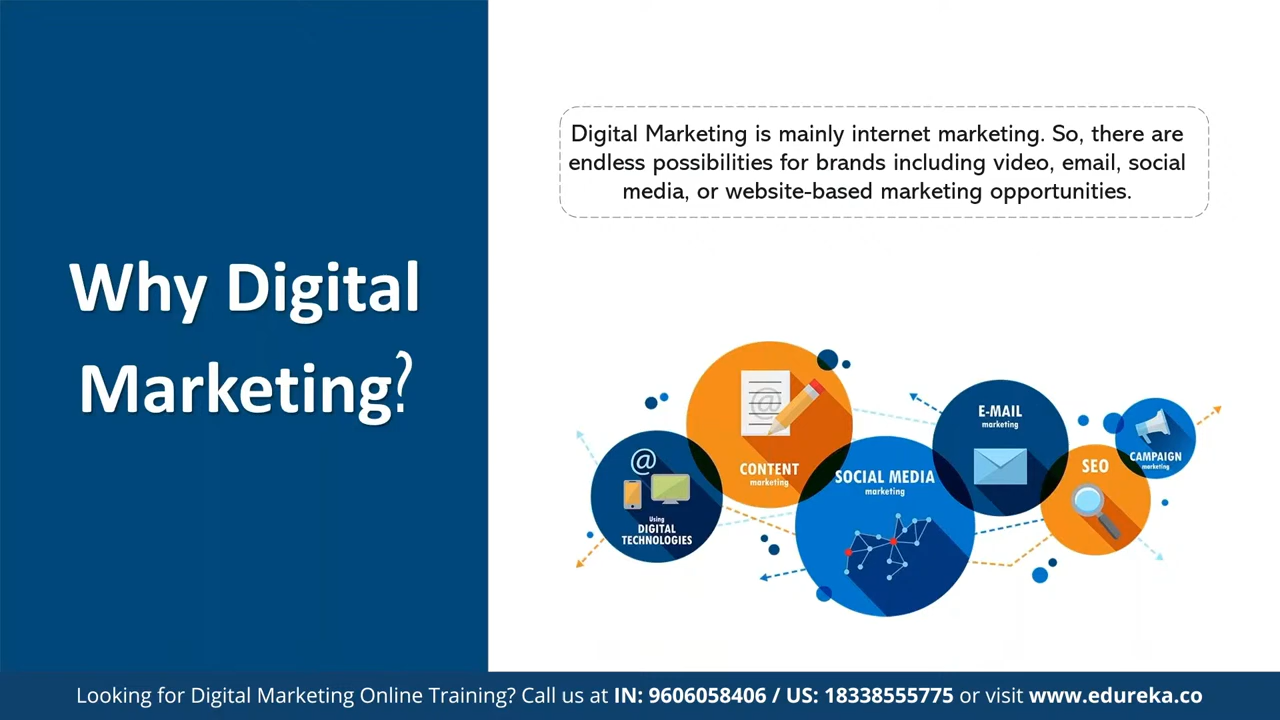 Why Digital
Marketing?
Digital Marketing is mainly internet marketing. So, there are
endless possibilities for brands including video, email, social
media, or website-based marketing opportunities.
@
Using
DIGITAL
TECHNOLOGIES
@
CONTENT
marketing
SOCIAL MEDIA
marketing
E-MAIL
marketing
SEO
CAMPAIGN
marketing
Looking for Digital Marketing Online Training? Call us at IN: 9606058406 / US: 18338555775 or visit www.edureka.co